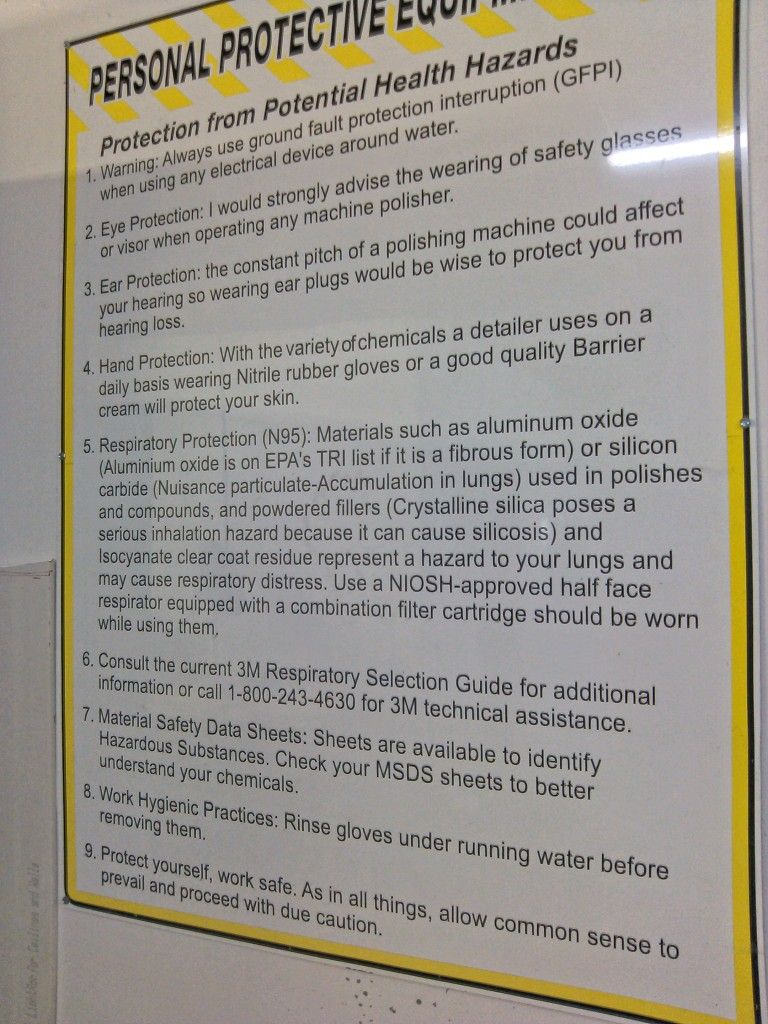 PERSONAL PROTECTIVE
Protection from Potential Health Hazards
1. Warning: Always use ground fault protection interruption (GFPI)
when using any electrical device around water.
2. Eye Protection: I would strongly advise the wearing of safety glasses
or visor when operating any machine polisher.
3. Ear Protection: the constant pitch of a polishing machine could affect
your hearing so wearing ear plugs would be wise to protect you from
hearing loss.
4. Hand Protection: With the variety of chemicals a detailer uses on a
daily basis wearing Nitrile rubber gloves or a good quality Barrier
cream will protect your skin.
5. Respiratory Protection (N95): Materials such as aluminum oxide
(Aluminium oxide is on EPA's TRI list if it is a fibrous form) or silicon
carbide (Nuisance particulate-Accumulation in lungs) used in polishes
and compounds, and powdered fillers (Crystalline silica poses a
serious inhalation hazard because it can cause silicosis) and
Isocyanate clear coat residue represent a hazard to your lungs and
may cause respiratory distress. Use a NIOSH-approved half face
respirator equipped with a combination filter cartridge should be worn
while using them,
6. Consult the current 3M Respiratory Selection Guide for additional
information or call 1-800-243-4630 for 3M technical assistance.
7. Material Safety Data Sheets: Sheets are available to identify
Hazardous Substances. Check your MSDS sheets to better
understand your chemicals.
8. Work Hygienic Practices: Rinse gloves under running water before
removing them.
9. Protect yourself, work safe. As in all things, allow common sense to
prevail and proceed with due caution.